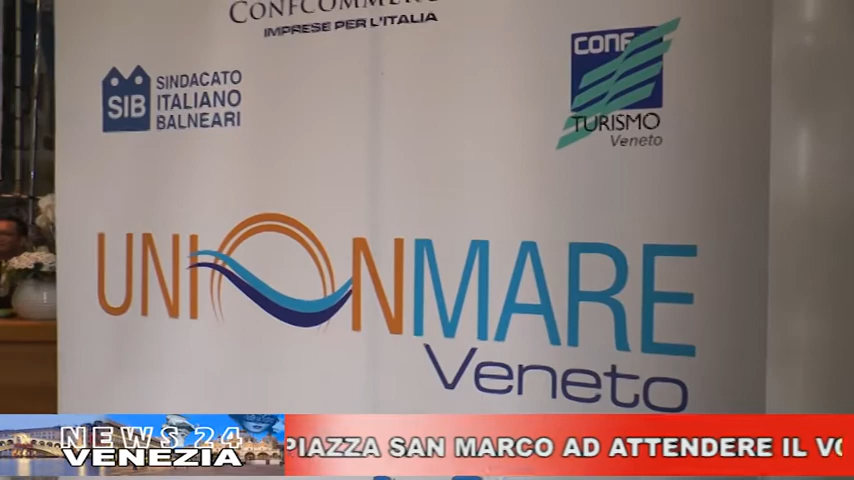 IMPRESE PER L'ITALIA
SIB
SINDACATO
ITALIANO
BALNEARI
CONF
TURISMO
Veneto
UNIONMARE
Veneto
NEWS 24
VENEZIA
PIAZZA SAN MARCO AD ATTENDERE IL